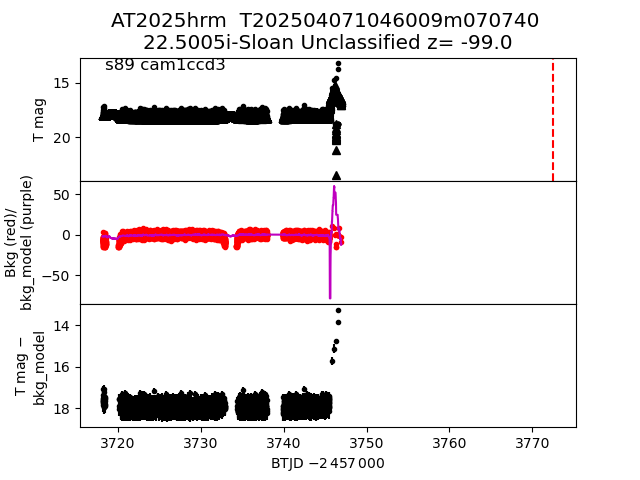 AT2025hrm T202504071046009m070740
22.5005i-Sloan Unclassified z= -99.0
s89 cam1ccd3
T mag
15
20
Bkg (red)/
bkg_model (purple)
50
0
−50
T mag −
bkg_model
14
16
18
3720 3730 3740 3750 3760 3770
BTJD −2 457 000